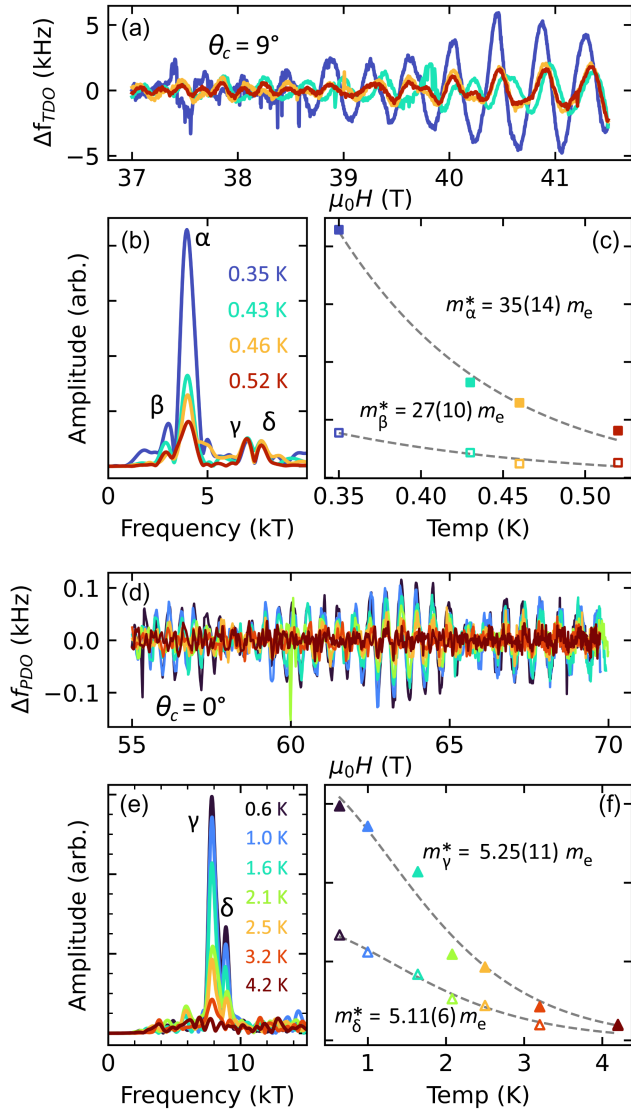 (a)
θc = 9°
ΔfTDO (kHz)
5
0
−5
37
38
39
40
41
μ0H (T)
(b)
α
0.35 K
0.43 K
0.46 K
0.52 K
β
γ
δ
Amplitude (arb.)
0
5
Frequency (kT)
(c)
m*α = 35(14) me
m*β = 27(10) me
0.35
0.40
0.45
0.50
Temp (K)
(d)
ΔfPDO (kHz)
0.1
0.0
−0.1
θc = 0°
55
60
65
70
μ0H (T)
(e)
γ
δ
0.6 K
1.0 K
1.6 K
2.1 K
2.5 K
3.2 K
4.2 K
Amplitude (arb.)
0
10
Frequency (kT)
(f)
m*γ = 5.25(11) me
m*δ = 5.11(6) me
1
2
3
4
Temp (K)